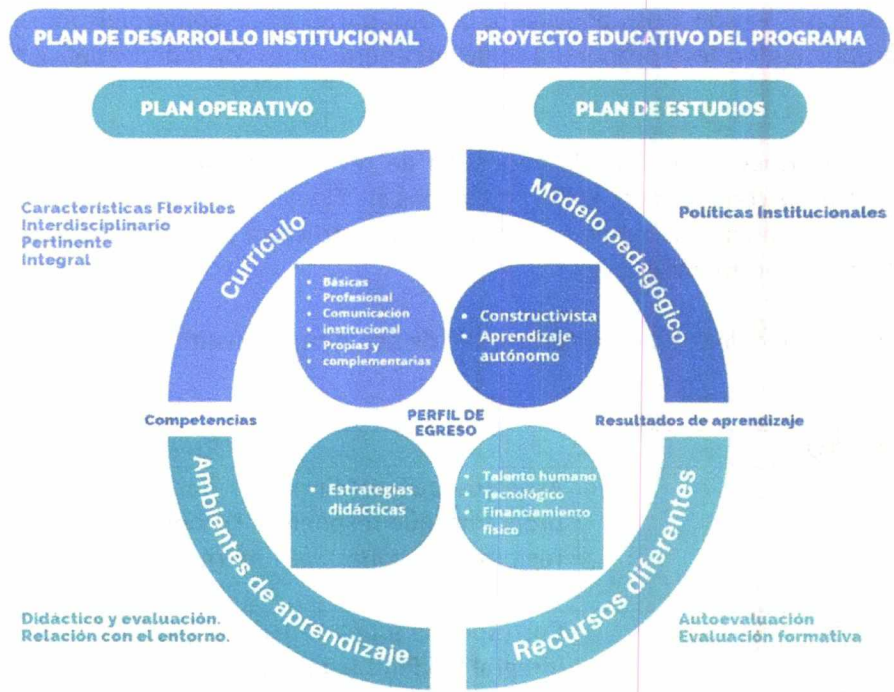 PLAN DE DESARROLLO INSTITUCIONAL
PROYECTO EDUCATIVO DEL PROGRAMA
PLAN OPERATIVO
PLAN DE ESTUDIOS
Características Flexibles
Interdisciplinario
Pertinente
Integral
Currículo
Modelo pedagógico
Políticas Institucionales
• Básicas
• Profesional
• Comunicación
• institucional
• Propias y
• complementarias
• Constructivista
• Aprendizaje
autónomo
Competencias
PERFIL DE
EGRESO
Resultados de aprendizaje
• Estrategias
didácticas
• Talento humano
• Tecnológico
• Financiamiento
físico
Ambientes de aprendizaje
Recursos diferentes
Didáctico y evaluación.
Relación con el entorno.
Autoevaluación
Evaluación formativa